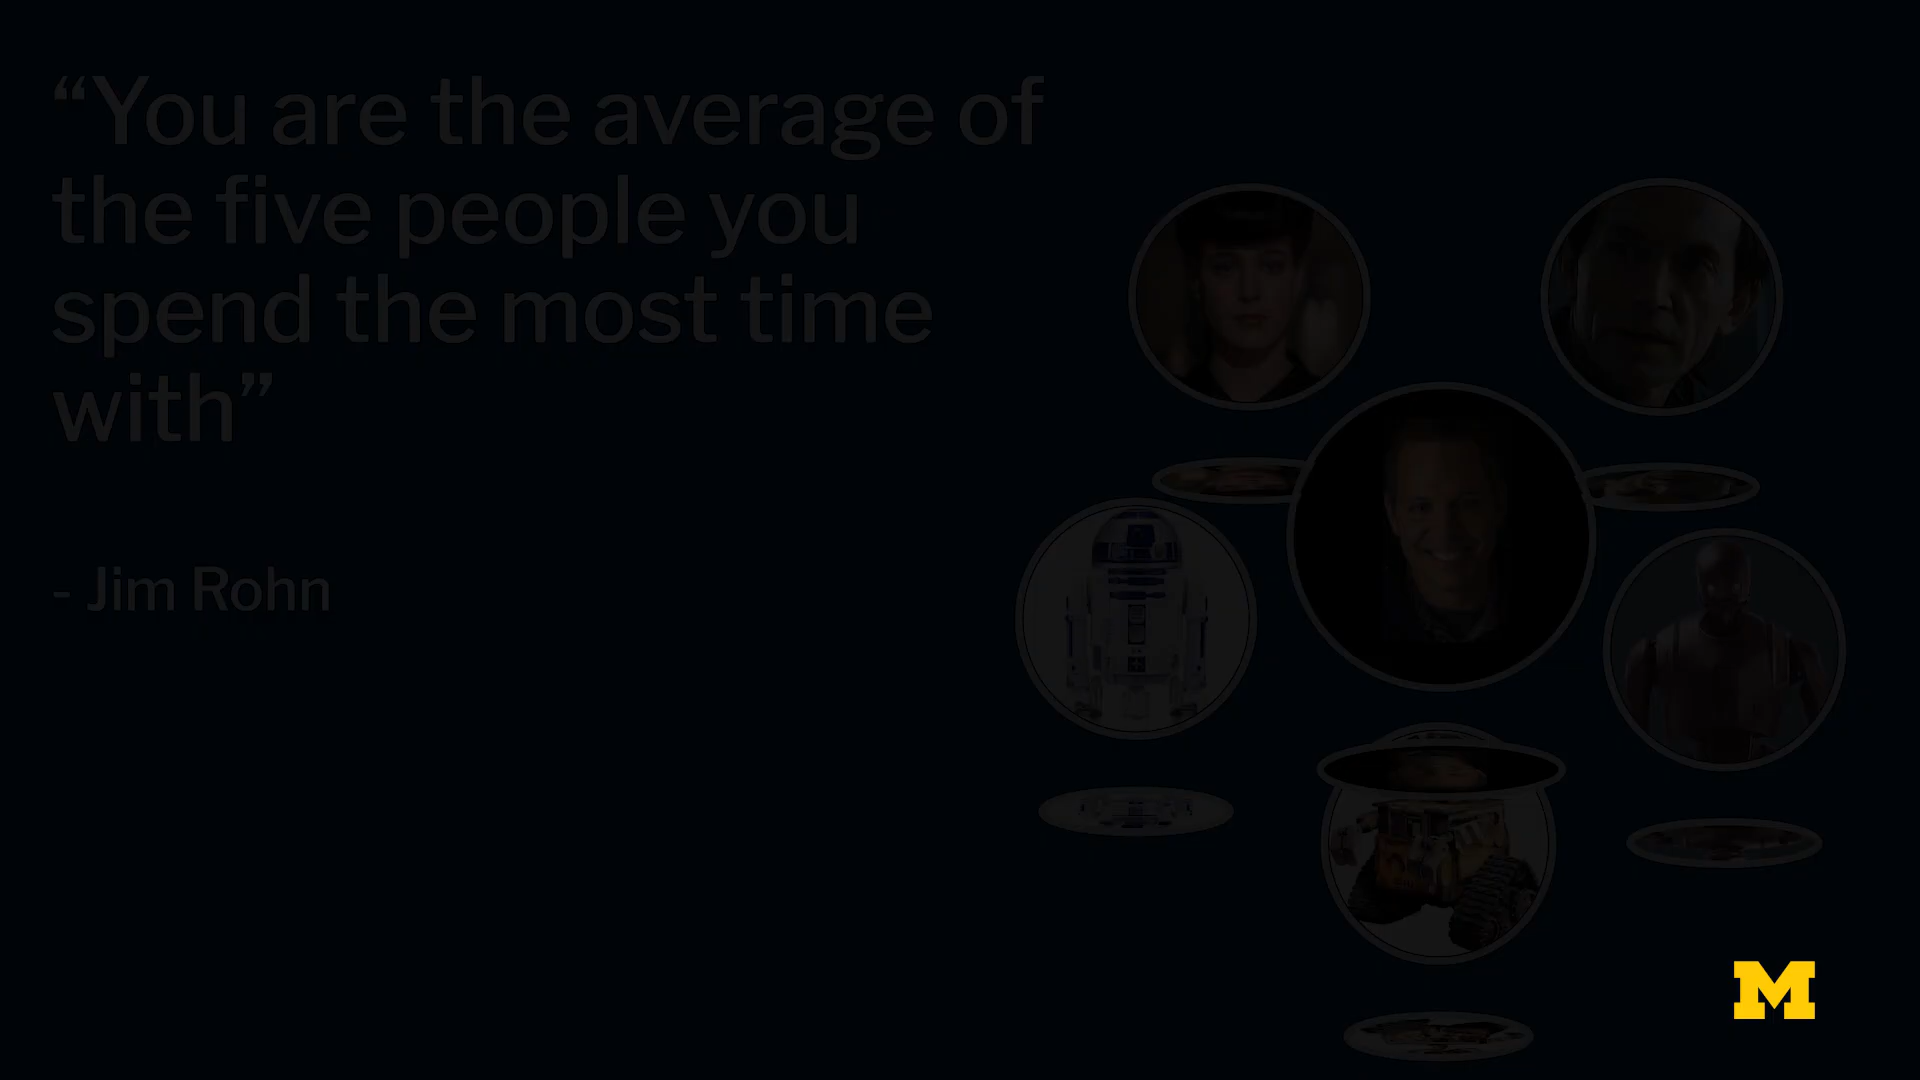 “You are the average of
the five people you
spend the most time
with”
- Jim Rohn
M